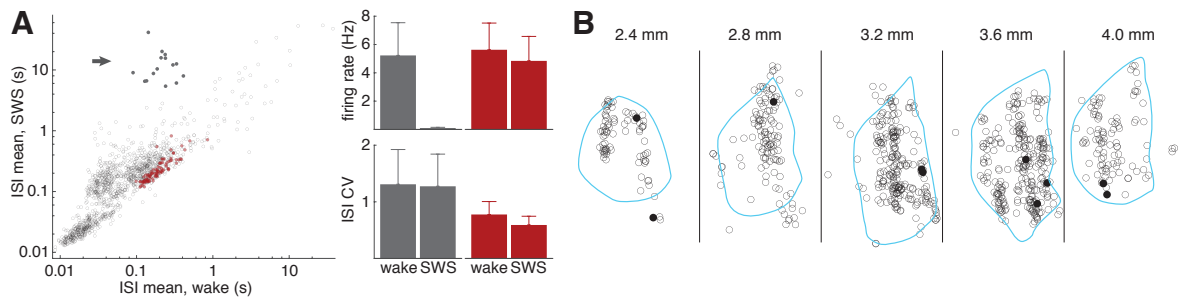 A
ISI mean, SWS (s)
10
1
0.1
0.01
0.01
0.1
1
10
ISI mean, wake (s)
firing rate (Hz)
8
6
4
2
ISI CV
1
wake SWS
wake SWS
B
2.4 mm
2.8 mm
3.2 mm
3.6 mm
4.0 mm